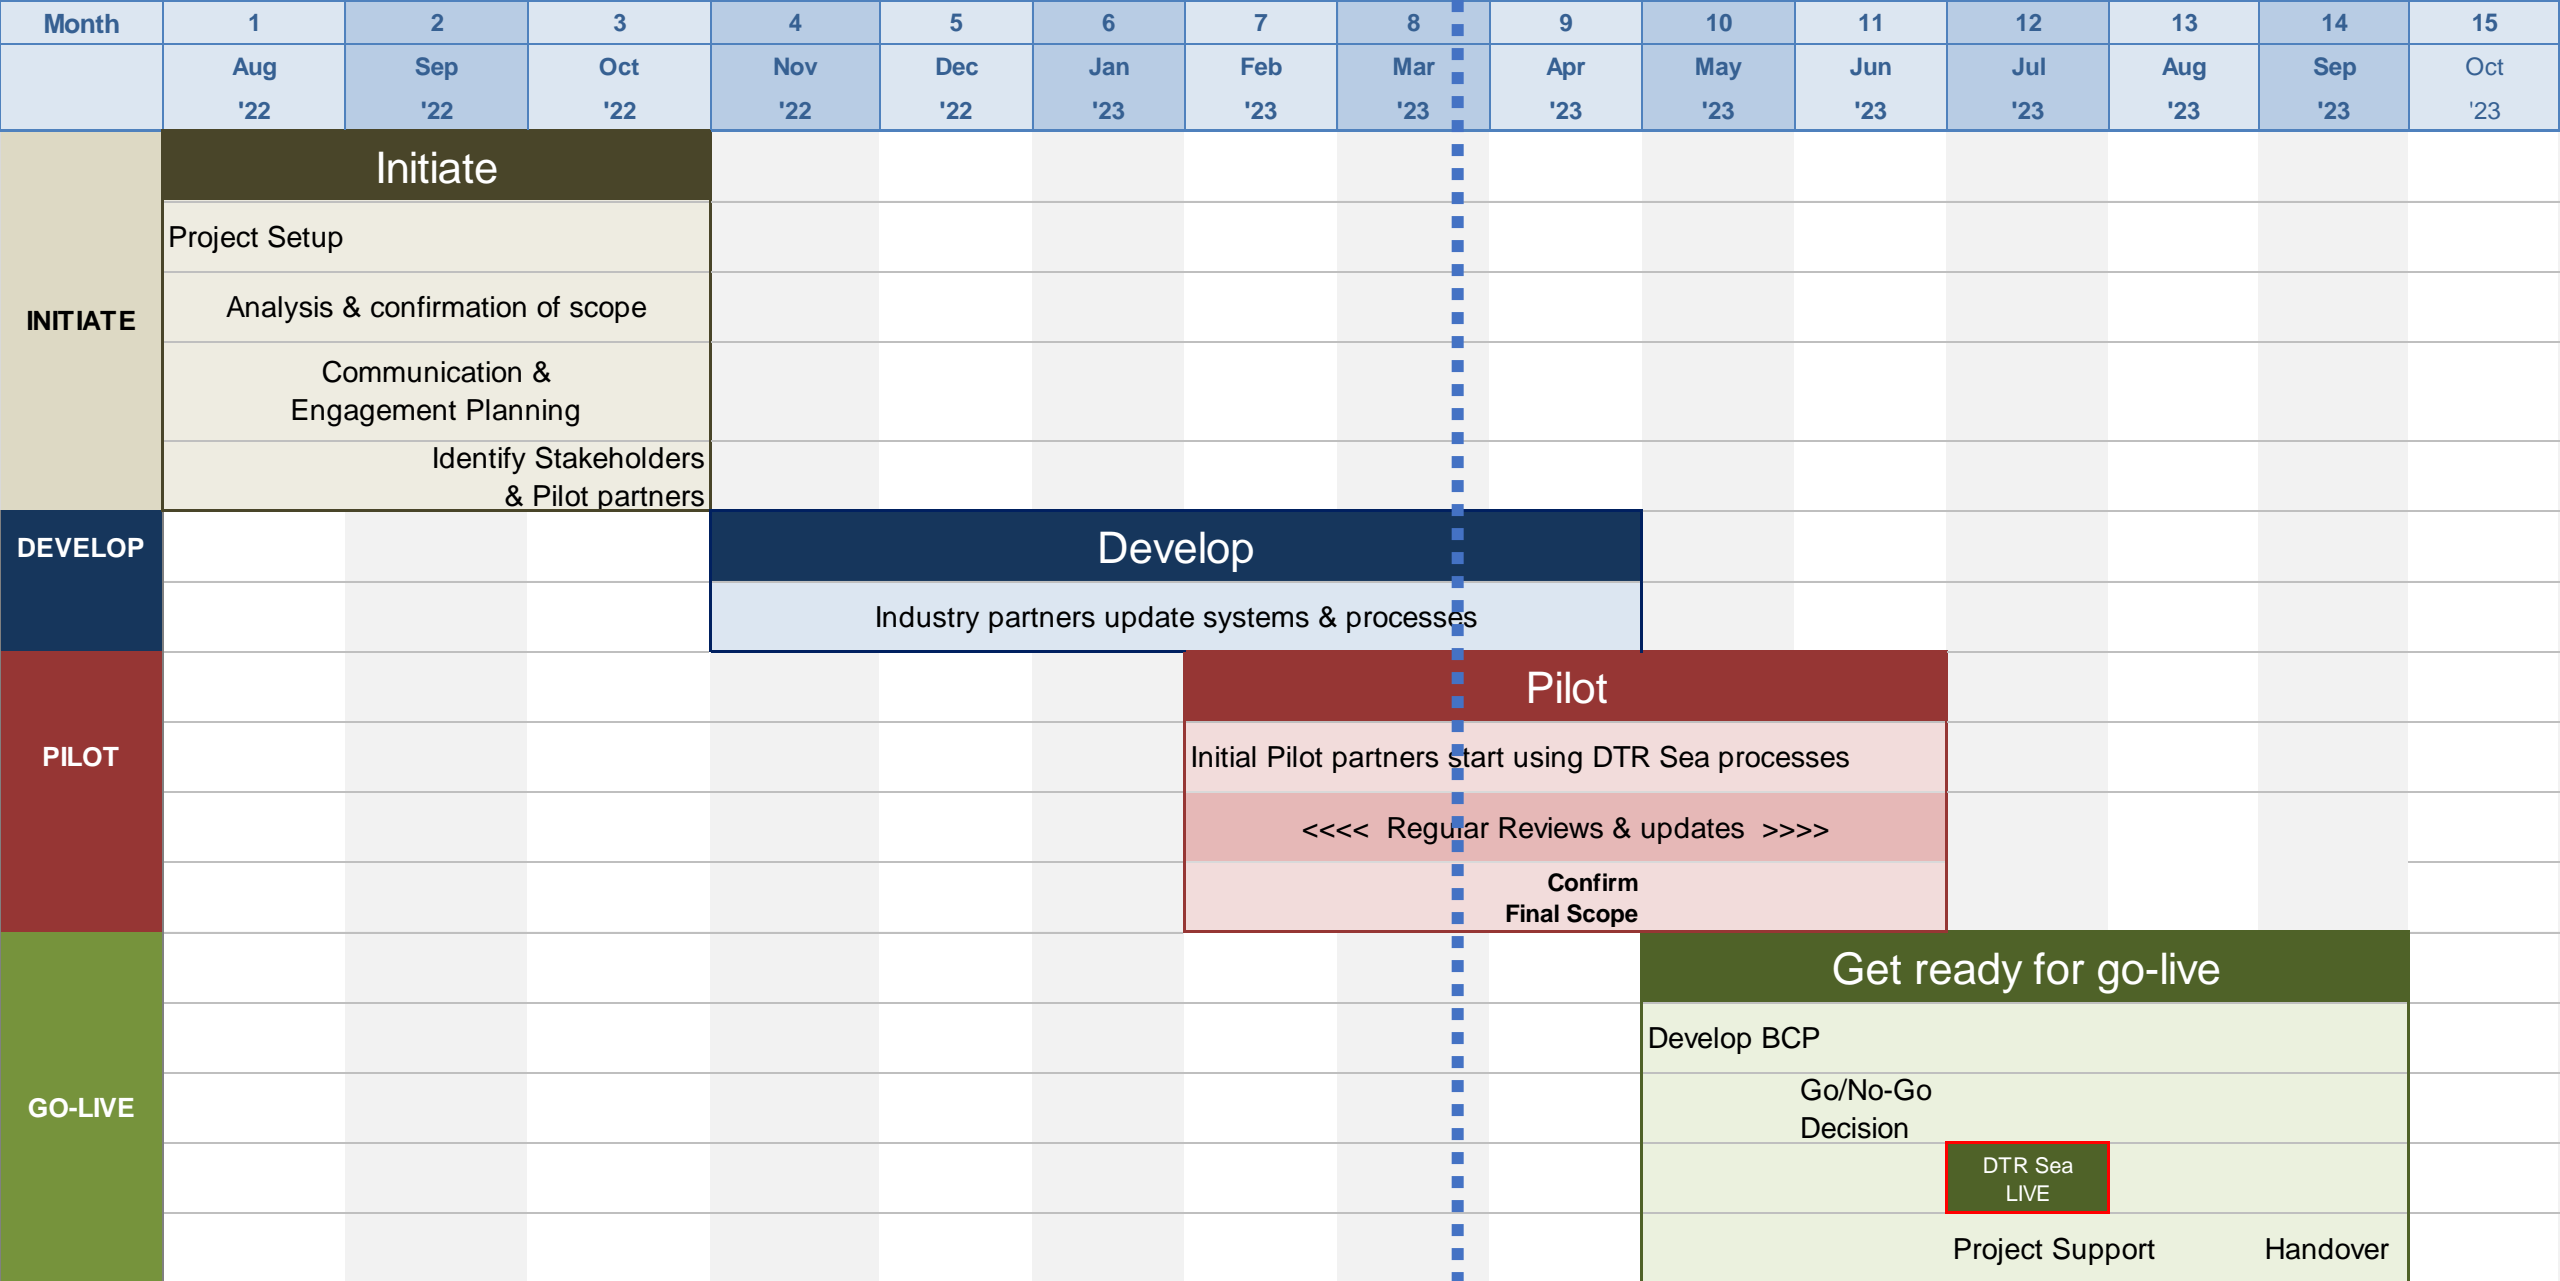 Month 1 2 3 4 5 6 7 8 9 10 11 12 13 14 15
Aug Sep Oct Nov Dec Jan Feb Mar Apr May Jun Jul Aug Sep Oct
'22 '22 '22 '22 '22 '23 '23 '23 '23 '23 '23 '23 '23 '23 '23
INITIATE
Initiate
Project Setup
Analysis & confirmation of scope
Communication &
Engagement Planning
Identify Stakeholders
& Pilot partners
DEVELOP
Develop
Industry partners update systems & processes
PILOT
Pilot
Initial Pilot partners start using DTR Sea processes
<<<< Regular Reviews & updates >>>>
Confirm
Final Scope
GO-LIVE
Get ready for go-live
Develop BCP
Go/No-Go
Decision
DTR Sea
LIVE
Project Support Handover